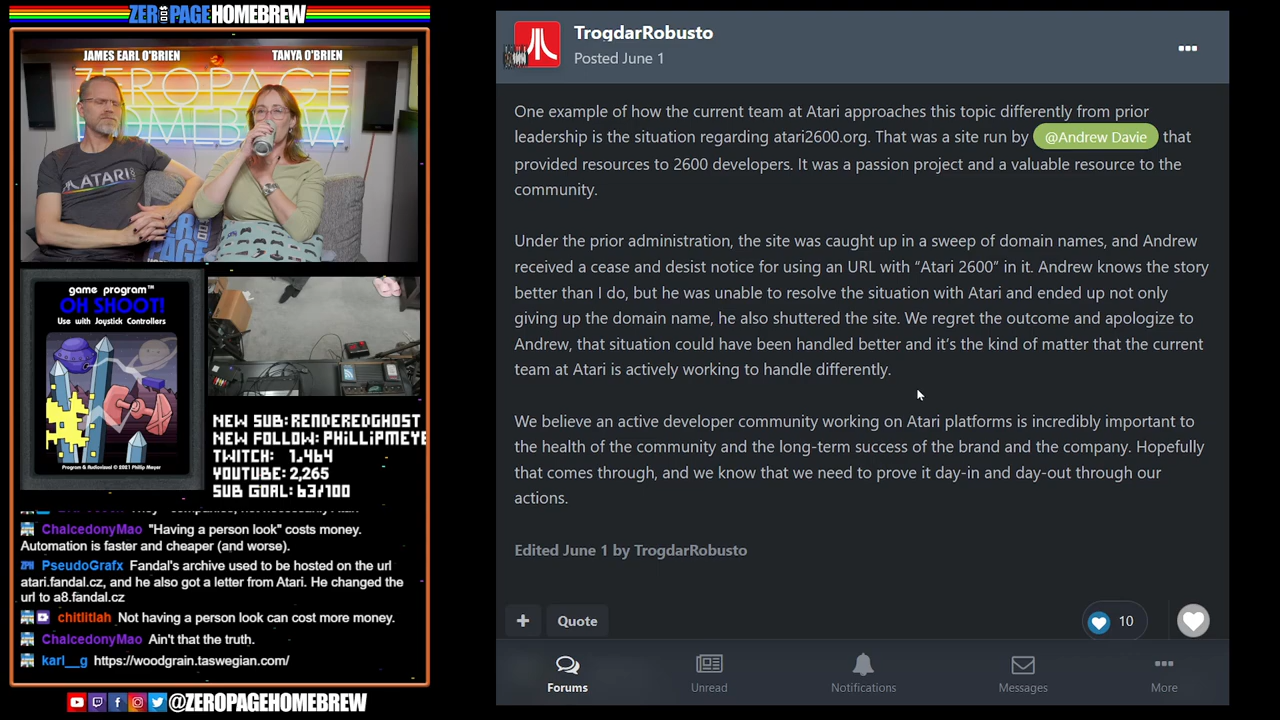 ZERO PAGE HOMEBREW
JAMES EARL O'BRIEN
TANYA O'BRIEN
ZEROPAGE
HOMEBREW
ATARI
game program™
OH SHOOT!
Use with Joystick Controllers
Program & Audiovisual © 2021 Phillip Meyer
NEW SUB:RENDEREDGHOST
NEW FOLLOW:PHILLIPMEYE
TWITCH: 1,464
YOUTUBE: 2,265
SUB GOAL: 63/100
ChalcedonyMao "Having a person look" costs money.
Automation is faster and cheaper (and worse).
PseudoGrafx Fandal's archive used to be hosted on the url
atari.fandal.cz, and he also got a letter from Atari. He changed the
url to a8.fandal.cz
chitlitlah Not having a person look can cost more money.
ChalcedonyMao Ain't that the truth.
karl__g https://woodgrain.taswegian.com/
@ZEROPAGEHOMEBREW
TrogdarRobusto
Posted June 1
One example of how the current team at Atari approaches this topic differently from prior
leadership is the situation regarding atari2600.org. That was a site run by @Andrew Davie that
provided resources to 2600 developers. It was a passion project and a valuable resource to the
community.
Under the prior administration, the site was caught up in a sweep of domain names, and Andrew
received a cease and desist notice for using an URL with “Atari 2600” in it. Andrew knows the story
better than I do, but he was unable to resolve the situation with Atari and ended up not only
giving up the domain name, he also shuttered the site. We regret the outcome and apologize to
Andrew, that situation could have been handled better and it’s the kind of matter that the current
team at Atari is actively working to handle differently.
We believe an active developer community working on Atari platforms is incredibly important to
the health of the community and the long-term success of the brand and the company. Hopefully
that comes through, and we know that we need to prove it day-in and day-out through our
actions.
Edited June 1 by TrogdarRobusto
+ Quote
10
Forums
Unread
Notifications
Messages
More